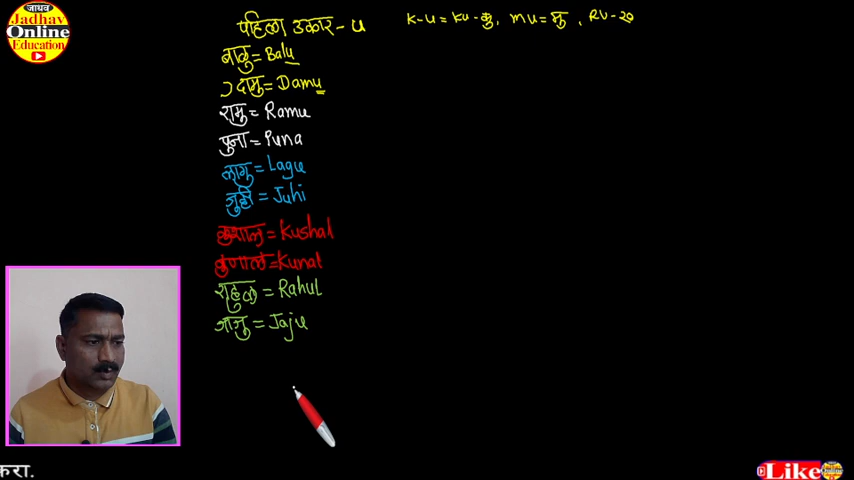 जाधव
Jadhav
Online
Education
पहिला उकार - u
K-u = Ku - कु, mu = मु, Ru - रु
बाळु = Balu
दामु = Damu
रामु = Ramu
पुना = Puna
लागु = Lagu
जुही = Juhi
कुशाल = Kushal
कुणाल = Kunal
राहुल = Rahul
जाजु = Jaju
करा.
Like